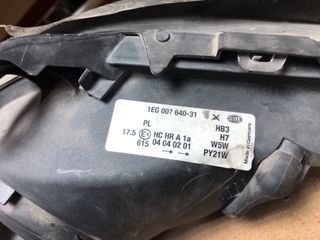 1EG 007 640-31
PL
HB3
17.5 E1 HC HR A 1a
H7
615 04 04 02 01
W5W
→ →
PY21W
Made in Germany